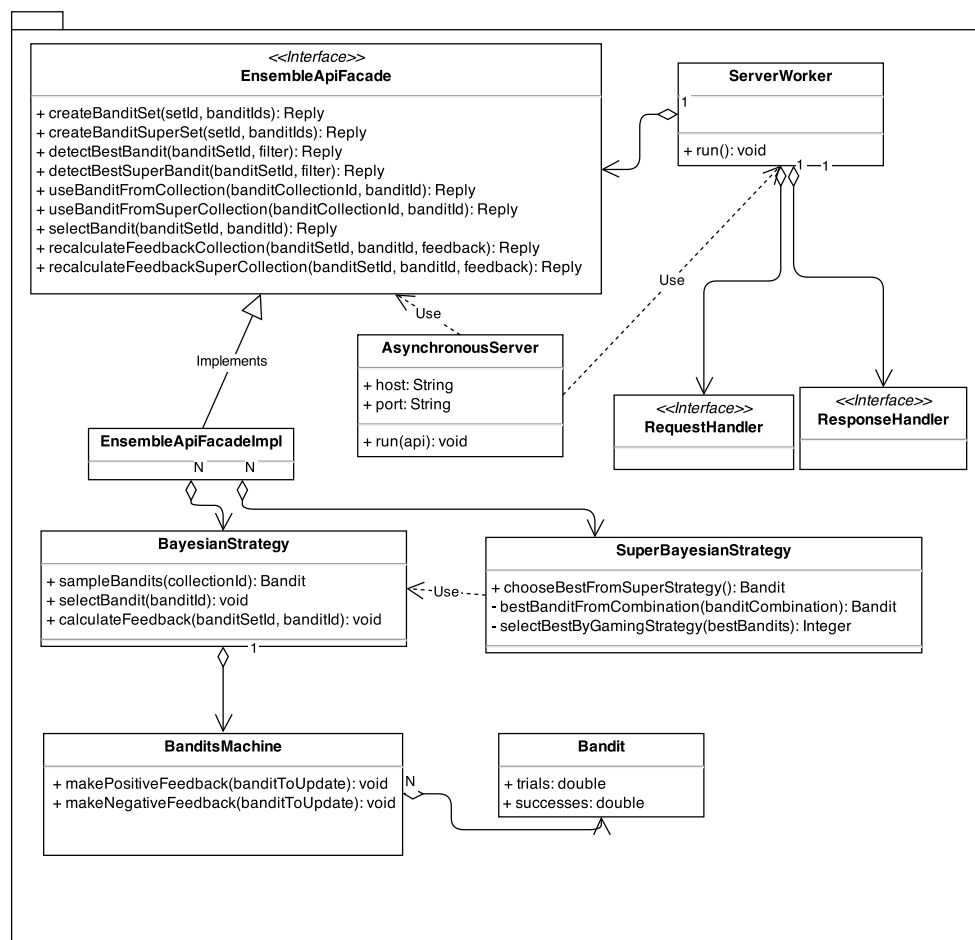 <<Interface>>
EnsembleApiFacade
+ createBanditSet(setId, banditIds): Reply
+ createBanditSuperSet(setId, banditIds): Reply
+ detectBestBandit(banditSetId, filter): Reply
+ detectBestSuperBandit(banditSetId, filter): Reply
+ useBanditFromCollection(banditCollectionId, banditId): Reply
+ useBanditFromSuperCollection(banditCollectionId, banditId): Reply
+ selectBandit(banditSetId, banditId): Reply
+ recalculateFeedbackCollection(banditSetId, banditId, feedback): Reply
+ recalculateFeedbackSuperCollection(banditSetId, banditId, feedback): Reply
ServerWorker
1
+ run(): void
1
1
Use
Use
Implements
AsynchronousServer
+ host: String
+ port: String
+ run(api): void
<<Interface>>
RequestHandler
<<Interface>>
ResponseHandler
EnsembleApiFacadeImpl
N
N
BayesianStrategy
+ sampleBandits(collectionId): Bandit
+ selectBandit(banditId): void
+ calculateFeedback(banditSetId, banditId): void
1
Use
SuperBayesianStrategy
+ chooseBestFromSuperStrategy(): Bandit
- bestBanditFromCombination(banditCombination): Bandit
- selectBestByGamingStrategy(bestBandits): Integer
BanditsMachine
+ makePositiveFeedback(banditToUpdate): void
+ makeNegativeFeedback(banditToUpdate): void
N
Bandit
+ trials: double
+ successes: double